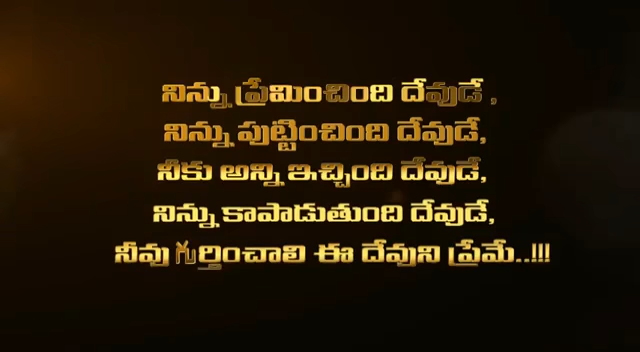 నిన్ను ప్రేమించింది దేవుడే ,
నిన్ను పుట్టించింది దేవుడే,
నీకు అన్ని ఇచ్చింది దేవుడే,
నిన్ను కాపాడుతుంది దేవుడే,
నీవు గుర్తించాలి ఈ దేవుని ప్రేమే..!!!